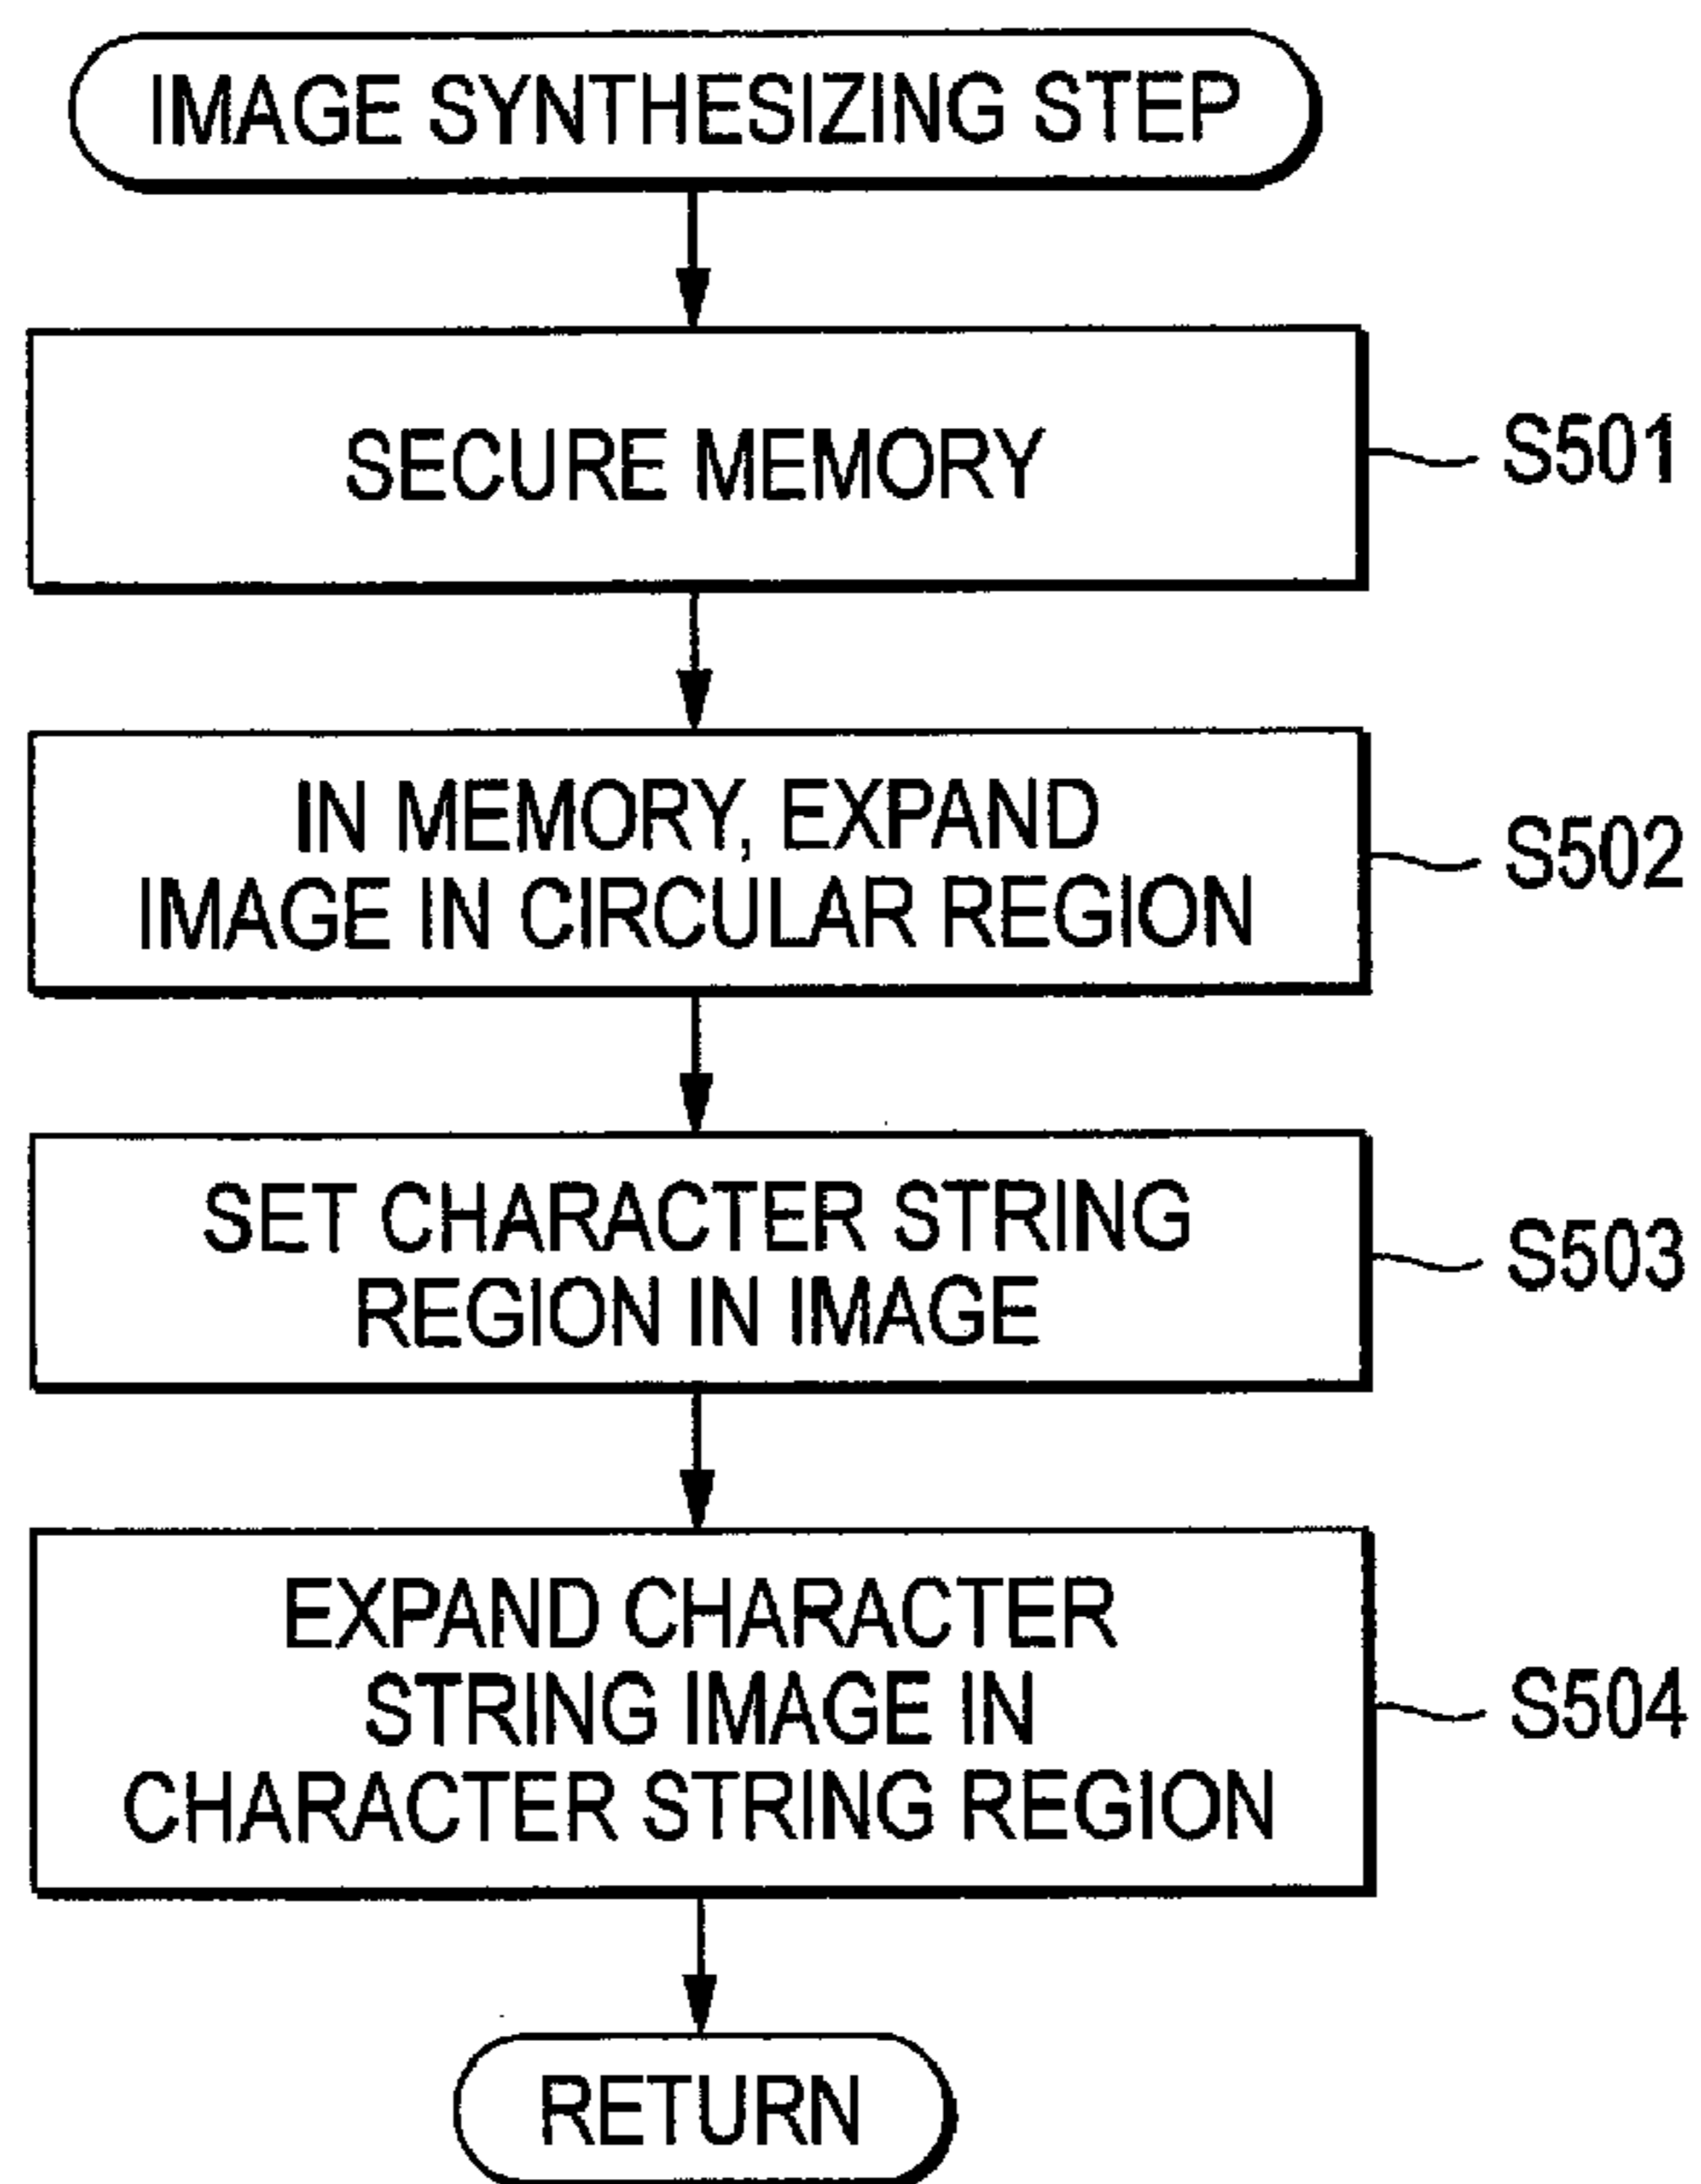 IMAGE SYNTHESIZING STEP
SECURE MEMORY
S501
IN MEMORY, EXPAND
IMAGE IN CIRCULAR REGION
S502
SET CHARACTER STRING
REGION IN IMAGE
S503
EXPAND CHARACTER
STRING IMAGE IN
CHARACTER STRING REGION
S504
RETURN